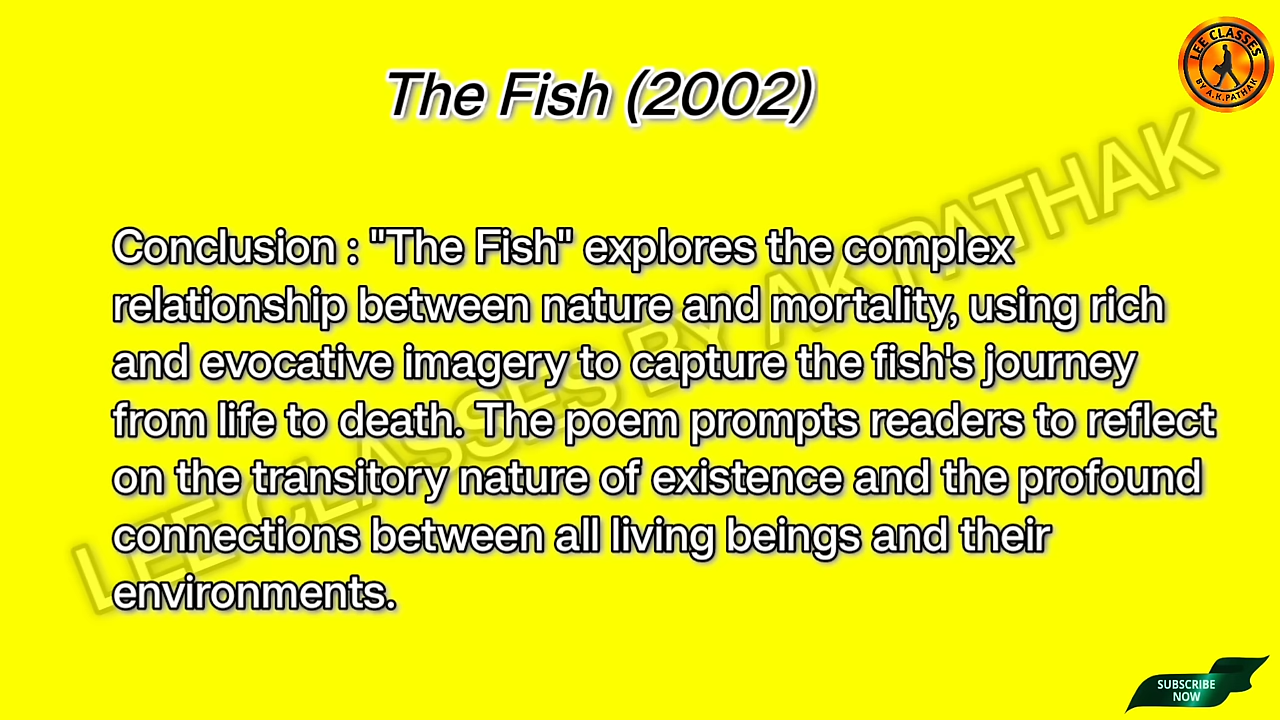 LEE CLASSES
BY A.K.PATHAK
The Fish (2002)
LEE CLASSES BY AK PATHAK
Conclusion : "The Fish" explores the complex
relationship between nature and mortality, using rich
and evocative imagery to capture the fish's journey
from life to death. The poem prompts readers to reflect
on the transitory nature of existence and the profound
connections between all living beings and their
environments.
SUBSCRIBE
NOW